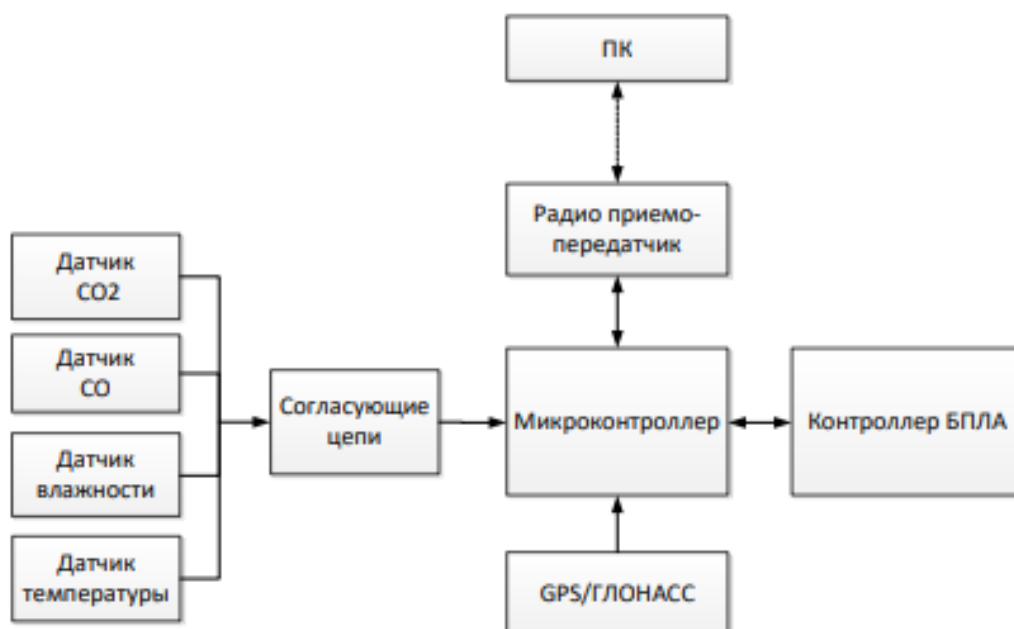 ПК
Радио приемо-
передатчик
Датчик
CO2
Датчик
CO
Датчик
влажности
Датчик
температуры
Согласующие
цепи
Микроконтроллер
Контроллер БПЛА
GPS/ГЛОНАСС